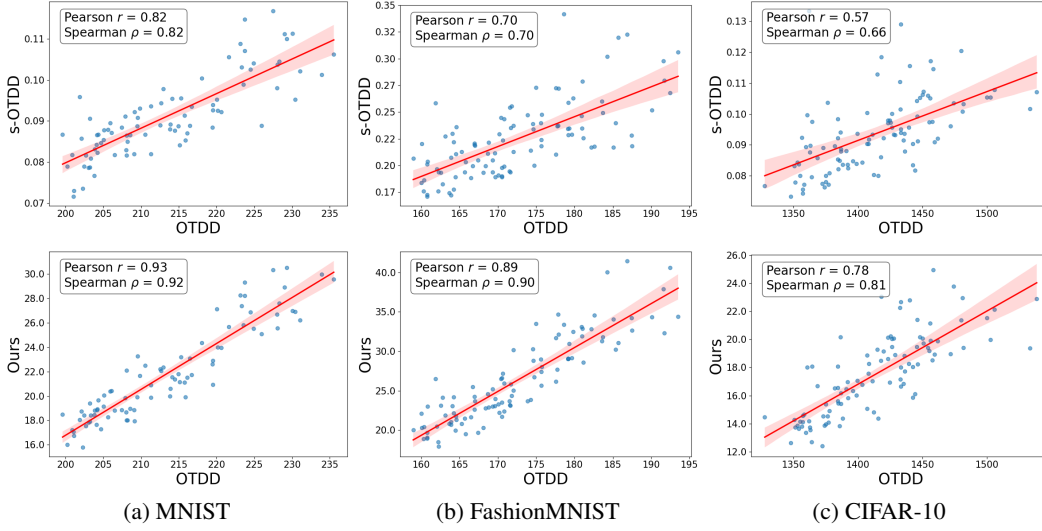 Pearson r = 0.82
Spearman ρ = 0.82
0.11
0.10
0.09
0.08
0.07
s-OTDD
200 205 210 215 220 225 230 235
OTDD
Pearson r = 0.70
Spearman ρ = 0.70
0.35
0.33
0.30
0.28
0.25
0.22
0.20
0.17
s-OTDD
160 165 170 175 180 185 190 195
OTDD
Pearson r = 0.57
Spearman ρ = 0.66
0.13
0.12
0.11
0.10
0.09
0.08
s-OTDD
1350 1400 1450 1500
OTDD
Pearson r = 0.93
Spearman ρ = 0.92
30.0
28.0
26.0
24.0
22.0
20.0
18.0
16.0
Ours
200 205 210 215 220 225 230 235
OTDD
Pearson r = 0.89
Spearman ρ = 0.90
40.0
35.0
30.0
25.0
20.0
Ours
160 165 170 175 180 185 190 195
OTDD
Pearson r = 0.78
Spearman ρ = 0.81
26.0
24.0
22.0
20.0
18.0
16.0
14.0
12.0
Ours
1350 1400 1450 1500
OTDD
(a) MNIST
(b) FashionMNIST
(c) CIFAR-10